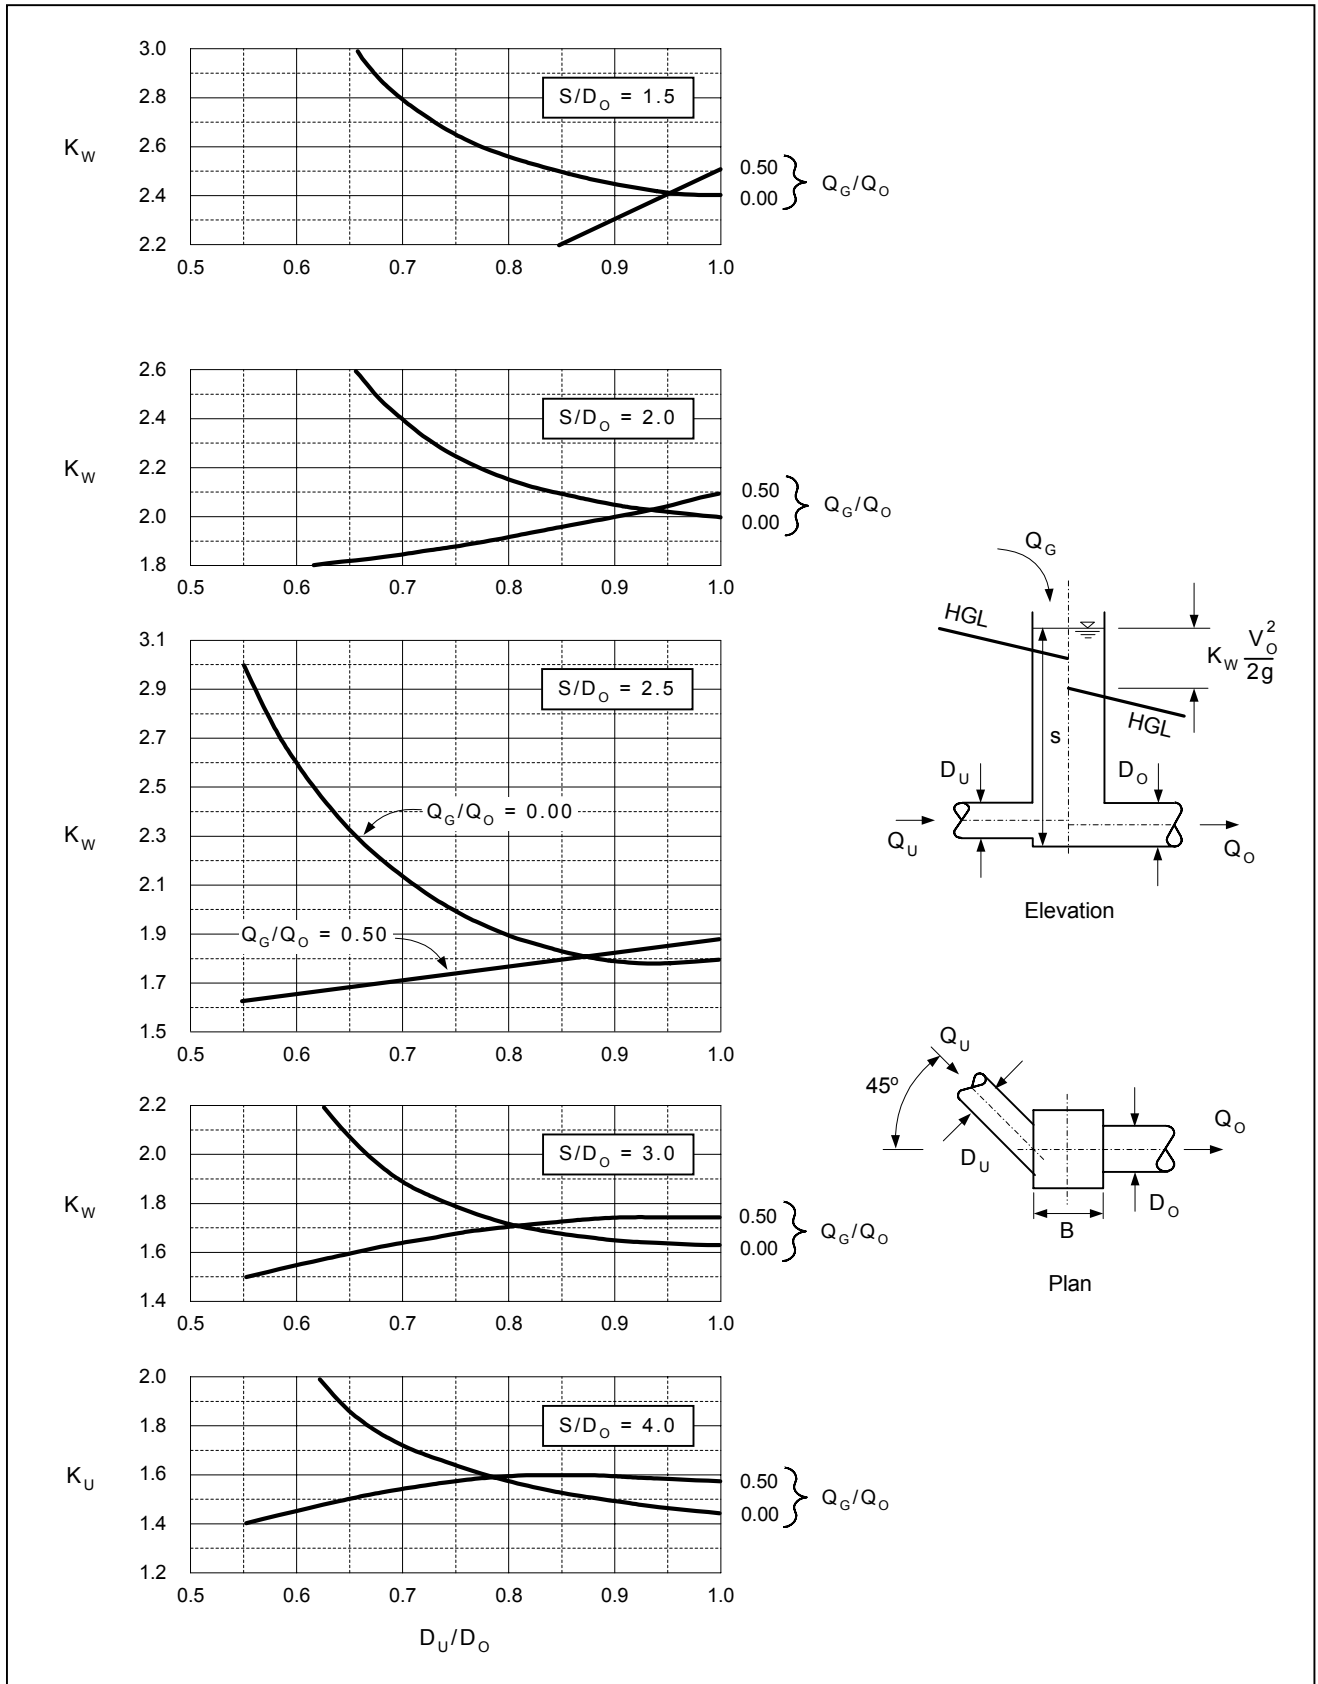 3.0
2.8
2.6
2.4
2.2
K_W
S/D_O = 1.5
0.50
0.00
Q_G/Q_O
0.5 0.6 0.7 0.8 0.9 1.0
2.6
2.4
2.2
2.0
1.8
K_W
S/D_O = 2.0
0.50
0.00
Q_G/Q_O
0.5 0.6 0.7 0.8 0.9 1.0
3.1
2.9
2.7
2.5
2.3
2.1
1.9
1.7
1.5
K_W
S/D_O = 2.5
Q_G/Q_O = 0.00
Q_G/Q_O = 0.50
0.5 0.6 0.7 0.8 0.9 1.0
2.2
2.0
1.8
1.6
1.4
K_W
S/D_O = 3.0
0.50
0.00
Q_G/Q_O
0.5 0.6 0.7 0.8 0.9 1.0
2.0
1.8
1.6
1.4
1.2
K_U
S/D_O = 4.0
0.50
0.00
Q_G/Q_O
0.5 0.6 0.7 0.8 0.9 1.0
D_U/D_O
Q_G
HGL
K_W V_O^2/2g
HGL
s
D_U
D_O
Q_U
Q_O
Elevation
Q_U
45º
Q_O
D_U
D_O
B
Plan